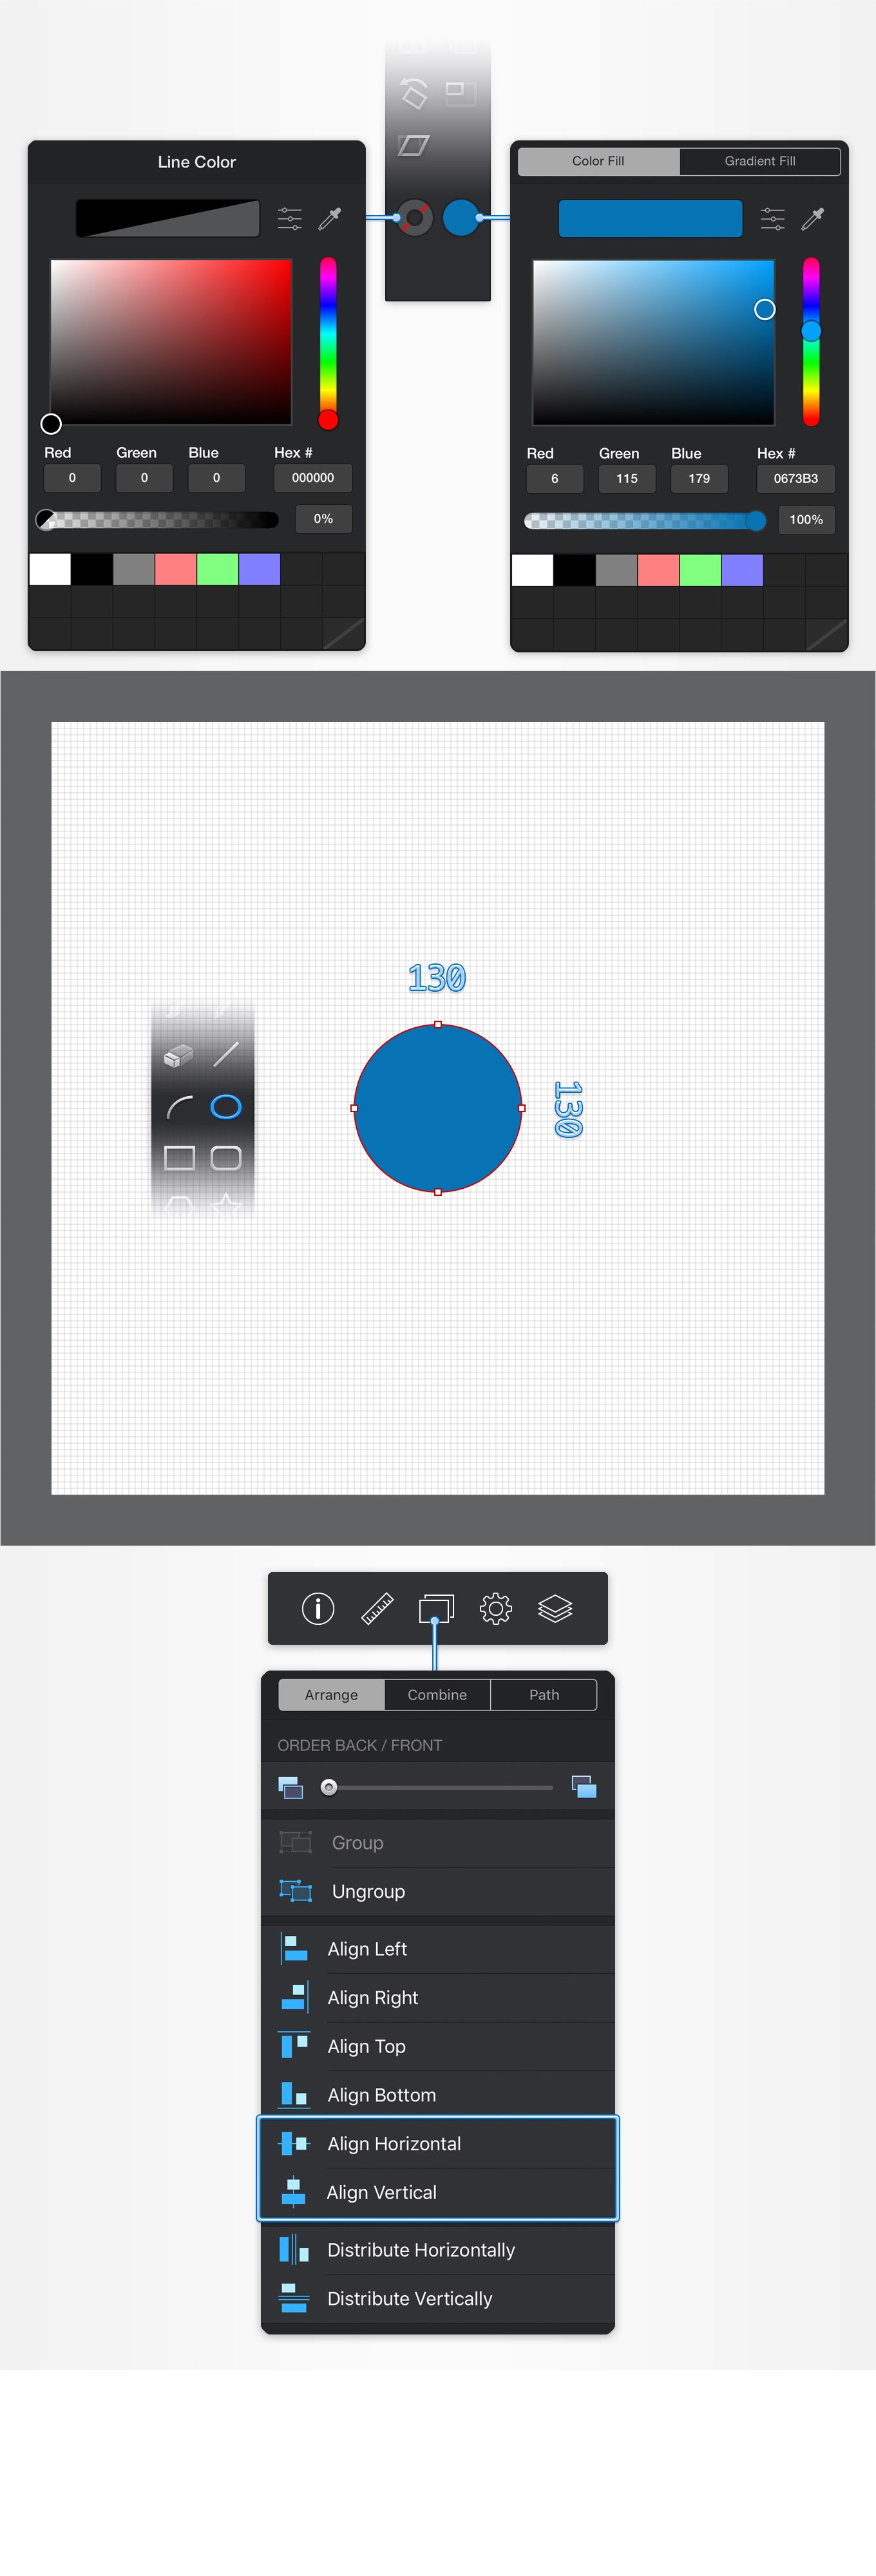 Line Color
Red Green Blue Hex #
0 0 0 000000
0%
Color Fill Gradient Fill
Red Green Blue Hex #
6 115 179 0673B3
100%
130
130
Arrange Combine Path
ORDER BACK / FRONT
Group
Ungroup
Align Left
Align Right
Align Top
Align Bottom
Align Horizontal
Align Vertical
Distribute Horizontally
Distribute Vertically